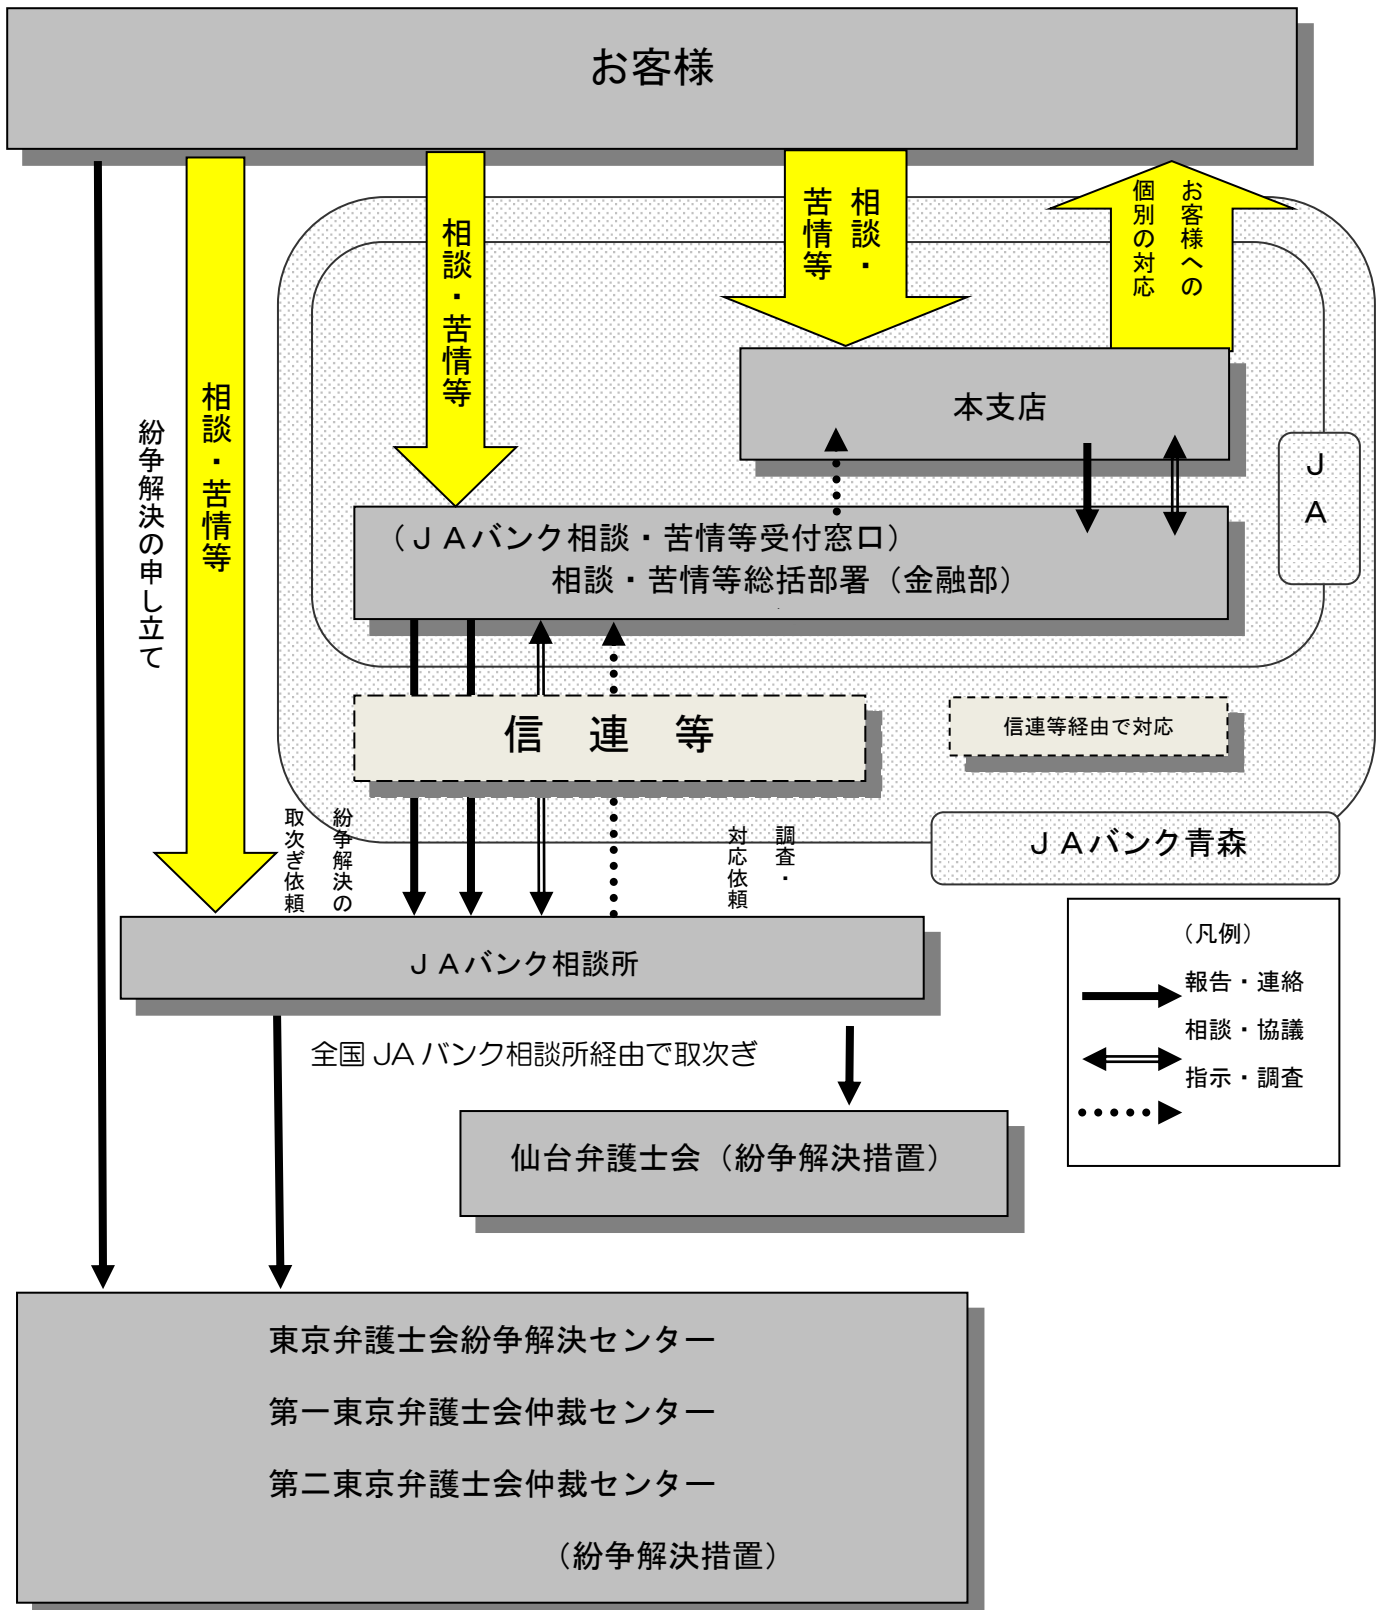 お客様
相談・
苦情等
お客様への
個別の対応
相談・苦情等
相談・苦情等
紛争解決の申し立て
本支店
ＪＡ
（ＪＡバンク相談・苦情等受付窓口）
相談・苦情等総括部署（金融部）
信　連　等
信連等経由で対応
ＪＡバンク青森
紛争解決の
取次ぎ依頼
調査・
対応依頼
ＪＡバンク相談所
（凡例）
報告・連絡
相談・協議
指示・調査
全国 JA バンク相談所経由で取次ぎ
仙台弁護士会（紛争解決措置）
東京弁護士会紛争解決センター
第一東京弁護士会仲裁センター
第二東京弁護士会仲裁センター
（紛争解決措置）